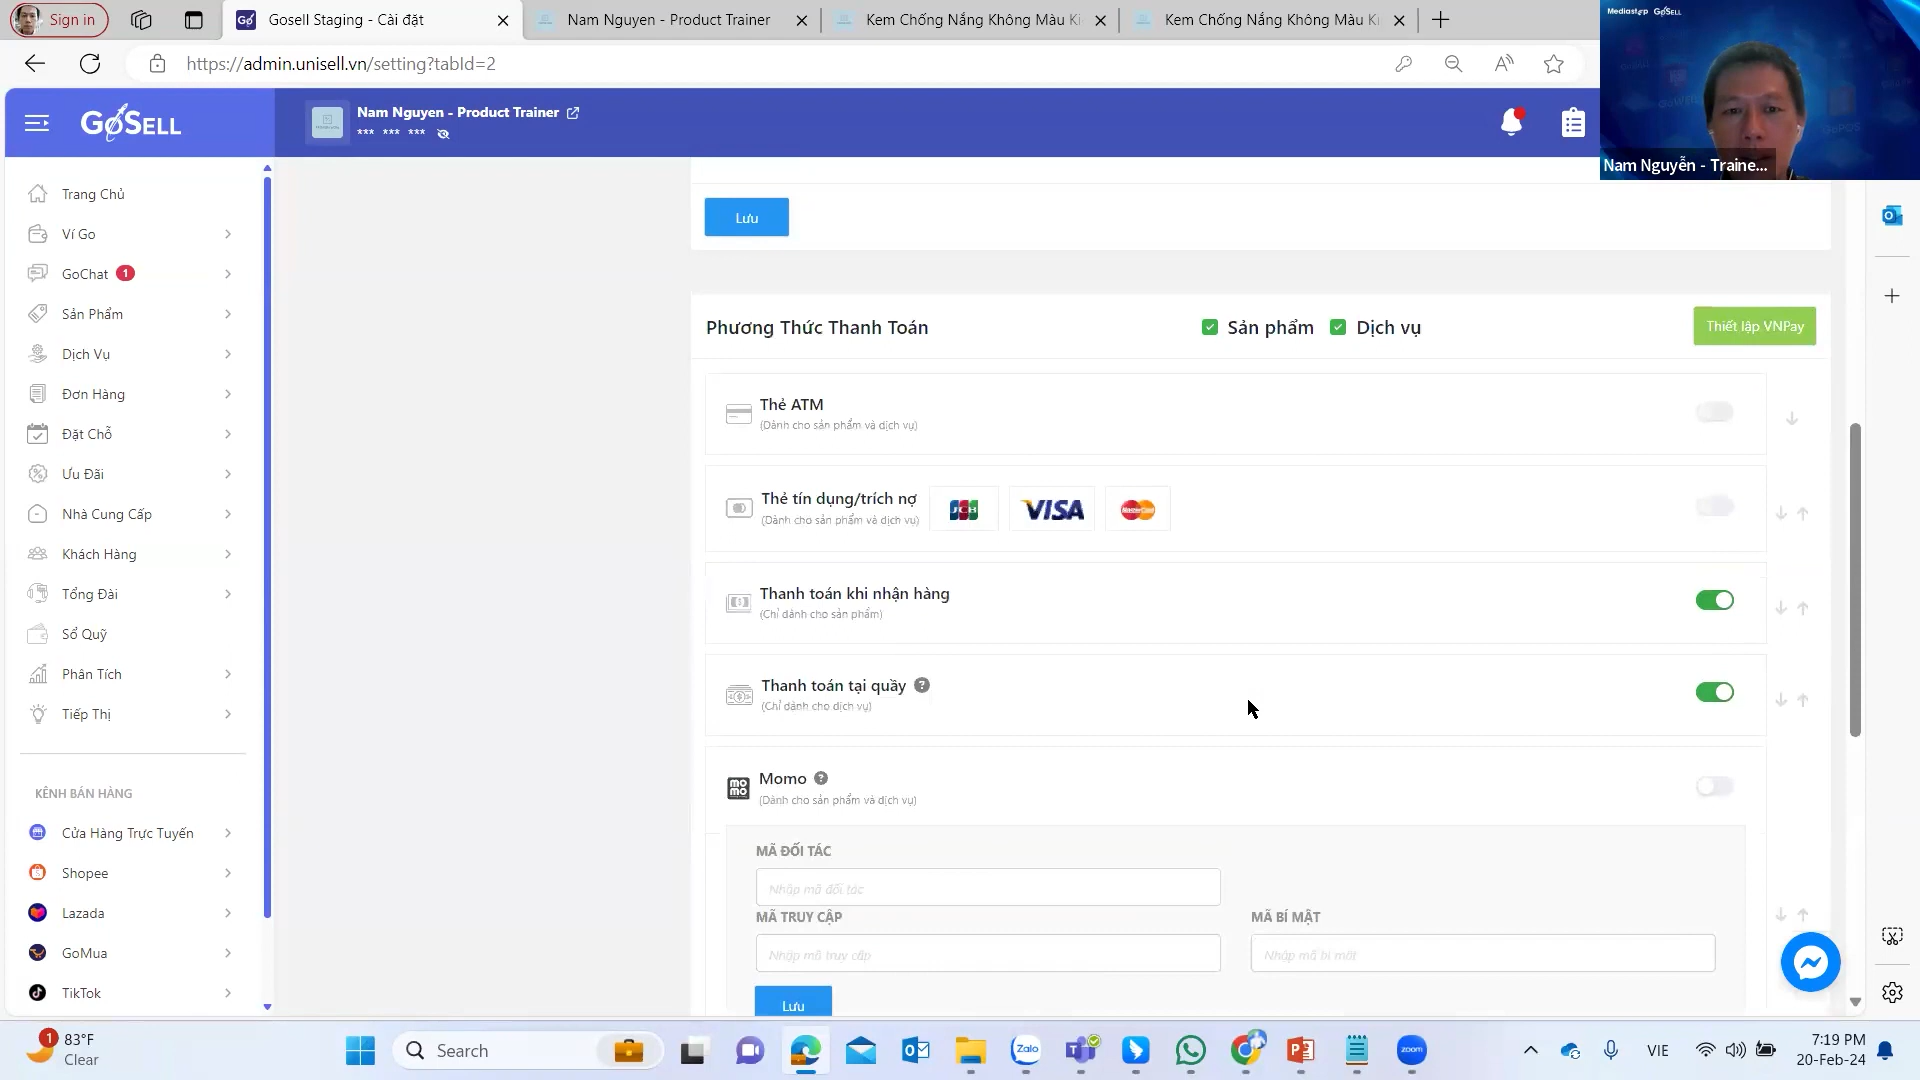 Sign in
Gosell Staging - Cài đặt
Nam Nguyen - Product Trainer
Kem Chống Nắng Không Màu Ki
Kem Chống Nắng Không Màu Ki
https://admin.unisell.vn/setting?tabId=2
Mediastep GoSELL
Nam Nguyễn - Traine...
GoSELL
Nam Nguyen - Product Trainer
*** *** ***
Trang Chủ
Ví Go
GoChat 1
Sản Phẩm
Dịch Vụ
Đơn Hàng
Đặt Chỗ
Ưu Đãi
Nhà Cung Cấp
Khách Hàng
Tổng Đài
Sổ Quỹ
Phân Tích
Tiếp Thị
KÊNH BÁN HÀNG
Cửa Hàng Trực Tuyến
Shopee
Lazada
GoMua
TikTok
Lưu
Phương Thức Thanh Toán
Sản phẩm
Dịch vụ
Thiết lập VNPay
Thẻ ATM
(Dành cho sản phẩm và dịch vụ)
Thẻ tín dụng/trích nợ
(Dành cho sản phẩm và dịch vụ)
JCB
VISA
MasterCard
Thanh toán khi nhận hàng
(Chỉ dành cho sản phẩm)
Thanh toán tại quầy ?
(Chỉ dành cho dịch vụ)
mo mo
Momo ?
(Dành cho sản phẩm và dịch vụ)
MÃ ĐỐI TÁC
Nhập mã đối tác
MÃ TRUY CẬP
Nhập mã truy cập
MÃ BÍ MẬT
Nhập mã bí mật
Lưu
1
83°F
Clear
Search
Zalo
zoom
VIE
7:19 PM
20-Feb-24